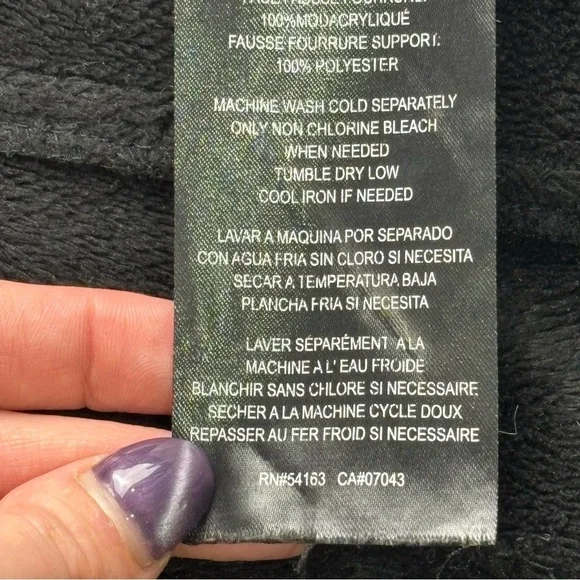 100%MODACRYLIQUE
FAUSSE FOURRURE SUPPORT:
100% POLYESTER
MACHINE WASH COLD SEPARATELY
ONLY NON CHLORINE BLEACH
WHEN NEEDED
TUMBLE DRY LOW
COOL IRON IF NEEDED
LAVAR A MAQUINA POR SEPARADO
CON AGUA FRIA SIN CLORO SI NECESITA
SECAR A TEMPERATURA BAJA
PLANCHA FRIA SI NECESITA
LAVER SÉPARÉMENT A LA
MACHINE A L' EAU FROIDE
BLANCHIR SANS CHLORE SI NECESSAIRE
SECHER A LA MACHINE CYCLE DOUX
REPASSER AU FER FROID SI NECESSAIRE
RN#54163 CA#07043